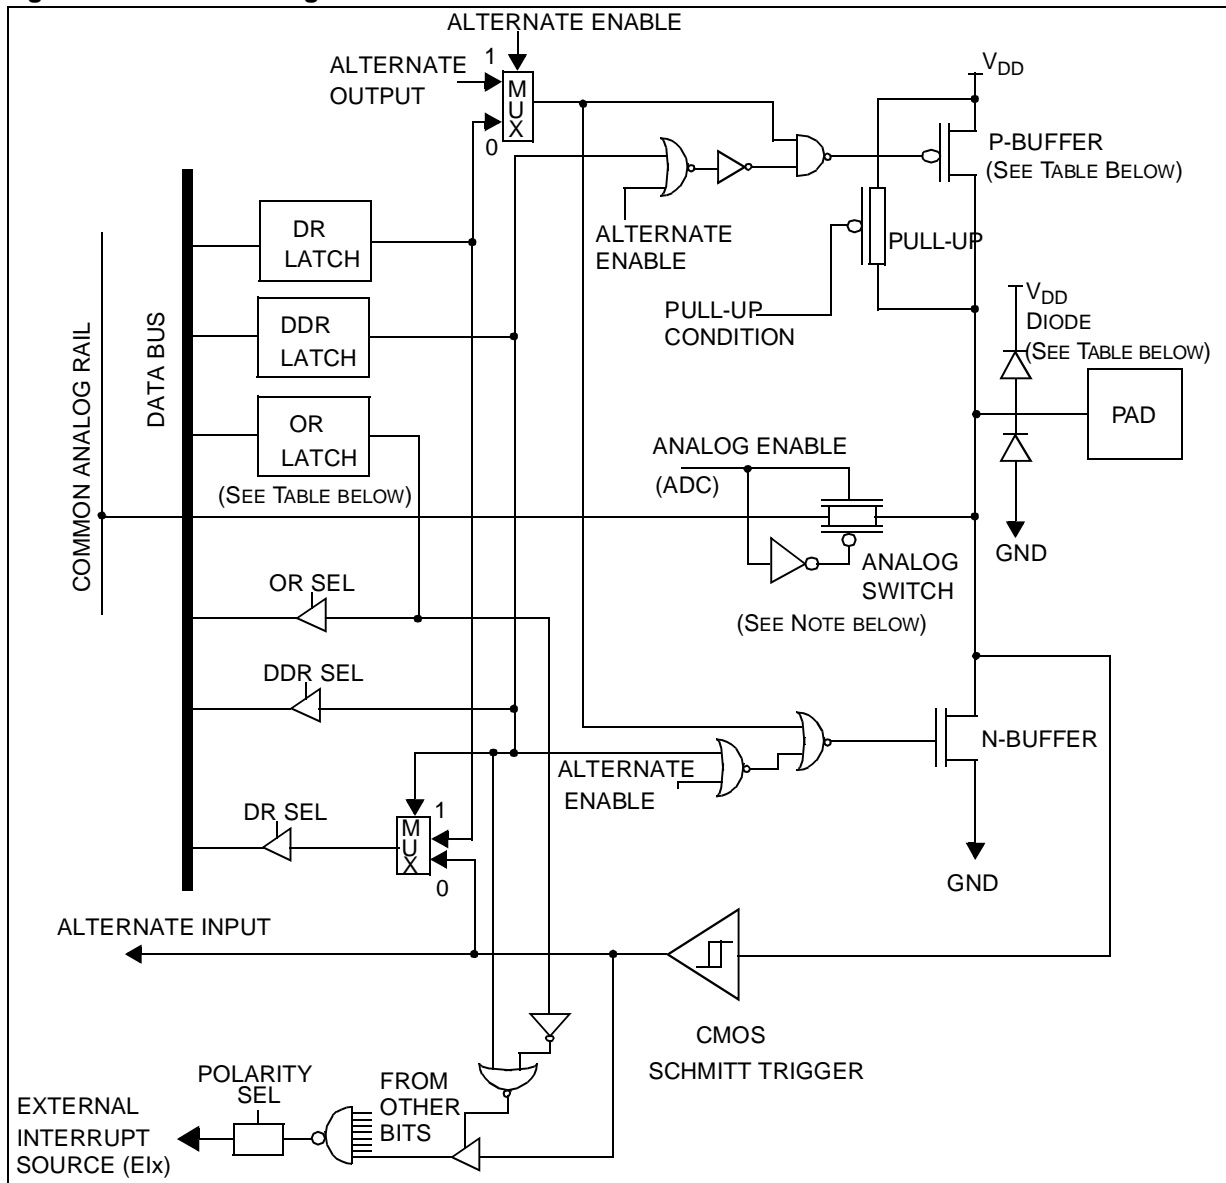 ALTERNATE ENABLE
1
ALTERNATE
OUTPUT
M
U
X
0
VDD
P-BUFFER
(SEE TABLE BELOW)
DR
LATCH
ALTERNATE
ENABLE
PULL-UP
DDR
LATCH
PULL-UP
CONDITION
VDD
DIODE
(SEE TABLE BELOW)
PAD
COMMON ANALOG RAIL
DATA BUS
OR
LATCH
(SEE TABLE BELOW)
ANALOG ENABLE
(ADC)
GND
ANALOG
SWITCH
(SEE NOTE BELOW)
OR SEL
DDR SEL
N-BUFFER
ALTERNATE
ENABLE
DR SEL
M
U
X
1
0
GND
ALTERNATE INPUT
CMOS
SCHMITT TRIGGER
POLARITY
SEL
FROM
OTHER
BITS
EXTERNAL
INTERRUPT
SOURCE (EIx)